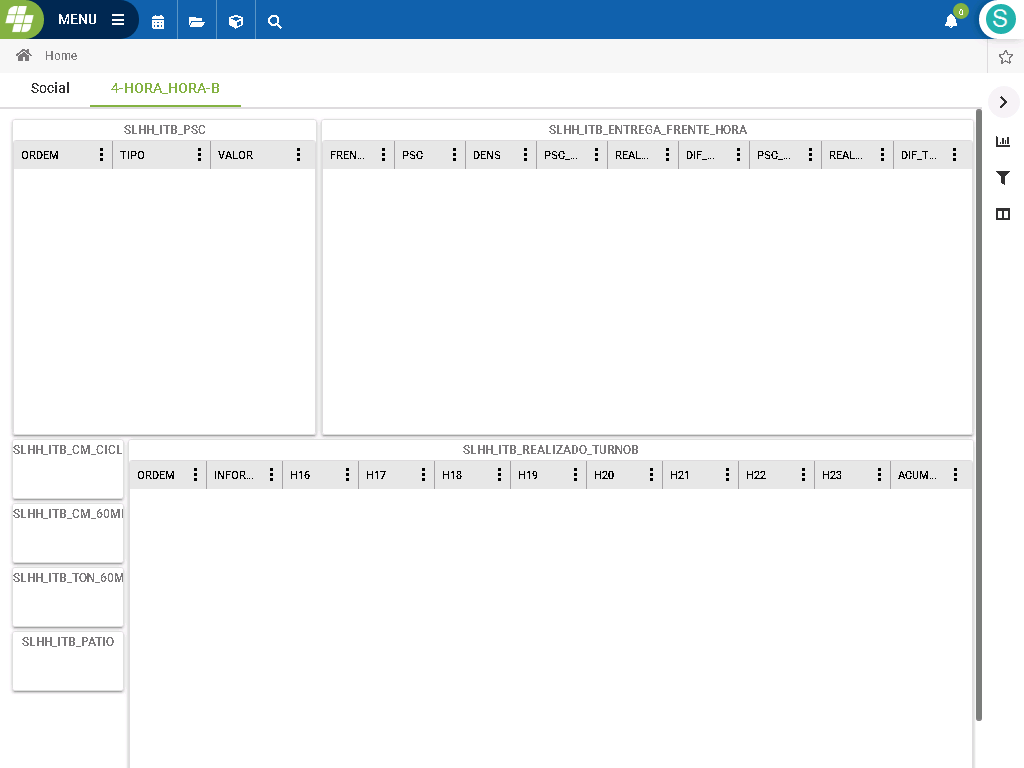 MENU
0
S
Home
Social
4-HORA_HORA-B
SLHH_ITB_PSC
ORDEM TIPO VALOR
SLHH_ITB_ENTREGA_FRENTE_HORA
FREN... PSC DENS PSC_... REAL... DIF_... PSC_... REAL... DIF_T...
SLHH_ITB_CM_CICL
SLHH_ITB_CM_60M
SLHH_ITB_TON_60M
SLHH_ITB_PATIO
SLHH_ITB_REALIZADO_TURNOB
ORDEM INFOR... H16 H17 H18 H19 H20 H21 H22 H23 ACUM...